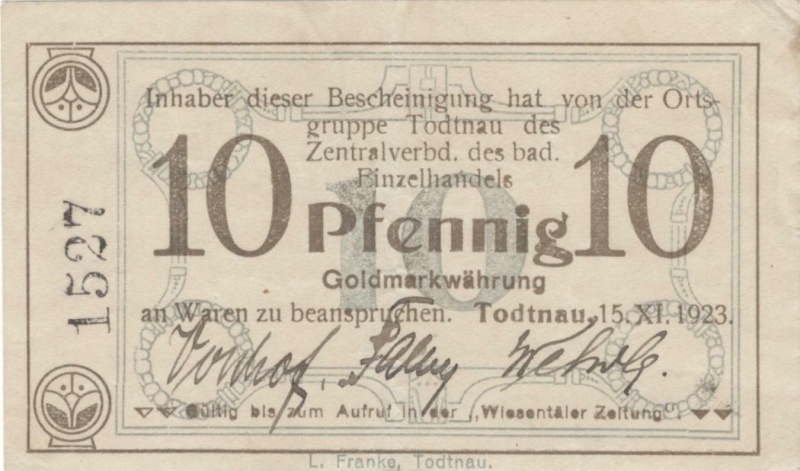 Inhaber dieser Bescheinigung hat von der Orts-
gruppe Todtnau des
Zentralverbd. des bad.
Einzelhandels
10 Pfennig 10
10
Goldmarkwährung
an Waren zu beanspruchen. Todtnau, 15. XI. 1923.
Gültig bis zum Aufruf in der „Wiesentäler Zeitung".
L. Franke, Todtnau.
1527